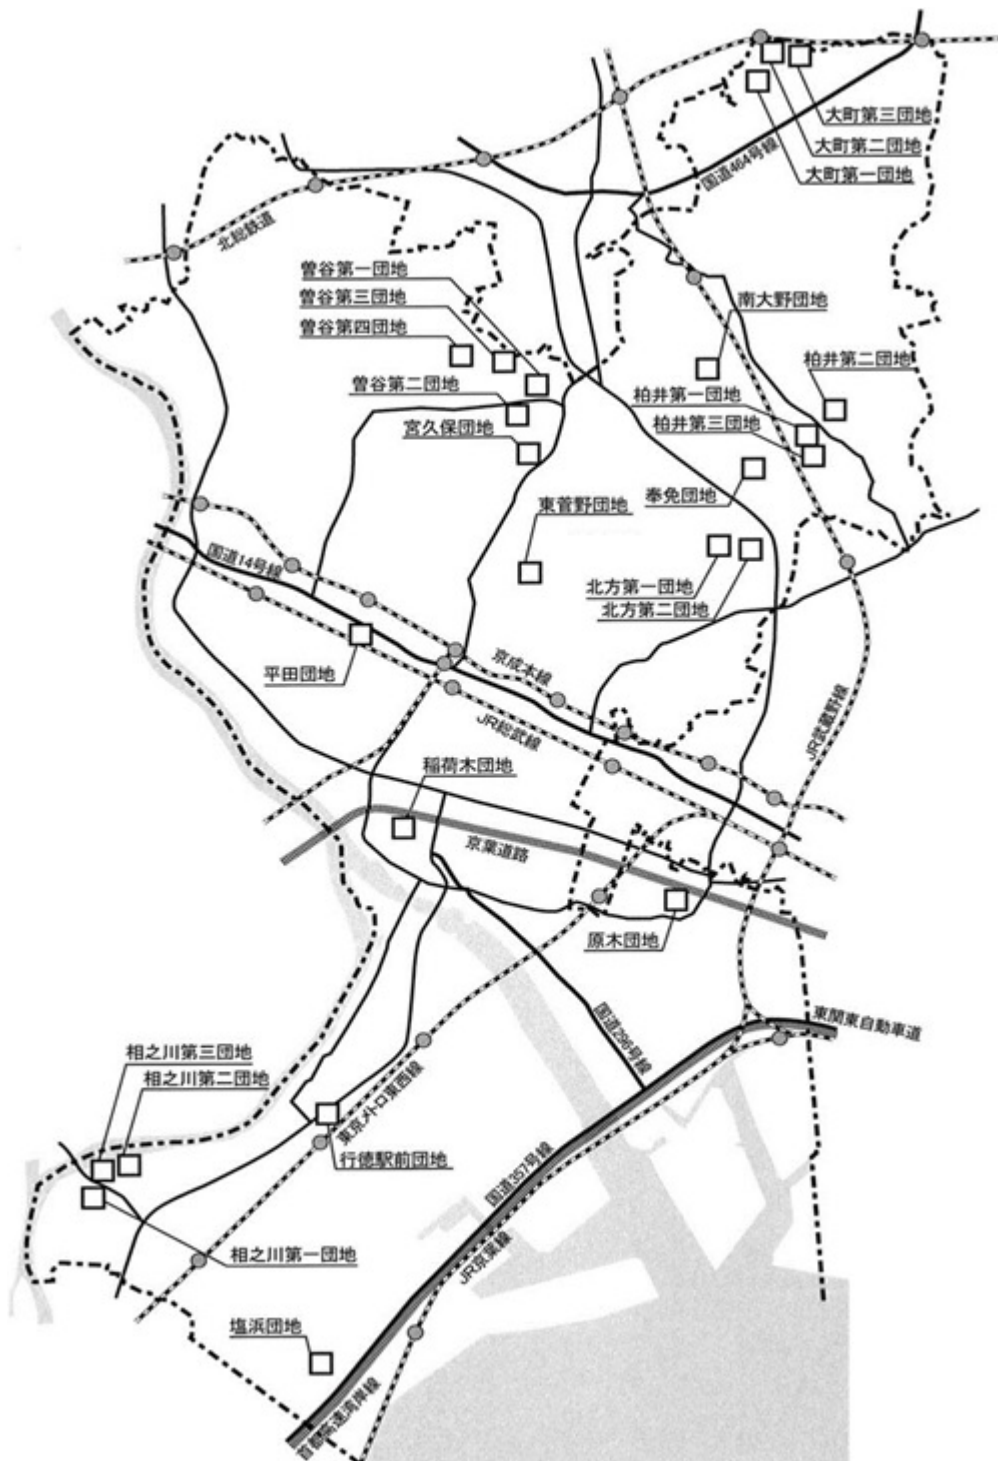 大町第三団地
大町第二団地
大町第一団地
国道464号線
北総鉄道
曽谷第一団地
曽谷第三団地
曽谷第四団地
南大野団地
柏井第二団地
曽谷第二団地
柏井第一団地
宮久保団地
柏井第三団地
奉免団地
東菅野団地
国道14号線
北方第一団地
北方第二団地
平田団地
京成本線
JR総武線
JR武蔵野線
稲荷木団地
京葉道路
原木団地
国道296号線
東関東自動車道
相之川第三団地
相之川第二団地
東京メトロ東西線
行徳駅前団地
国道357号線
相之川第一団地
JR京葉線
塩浜団地
首都高速湾岸線